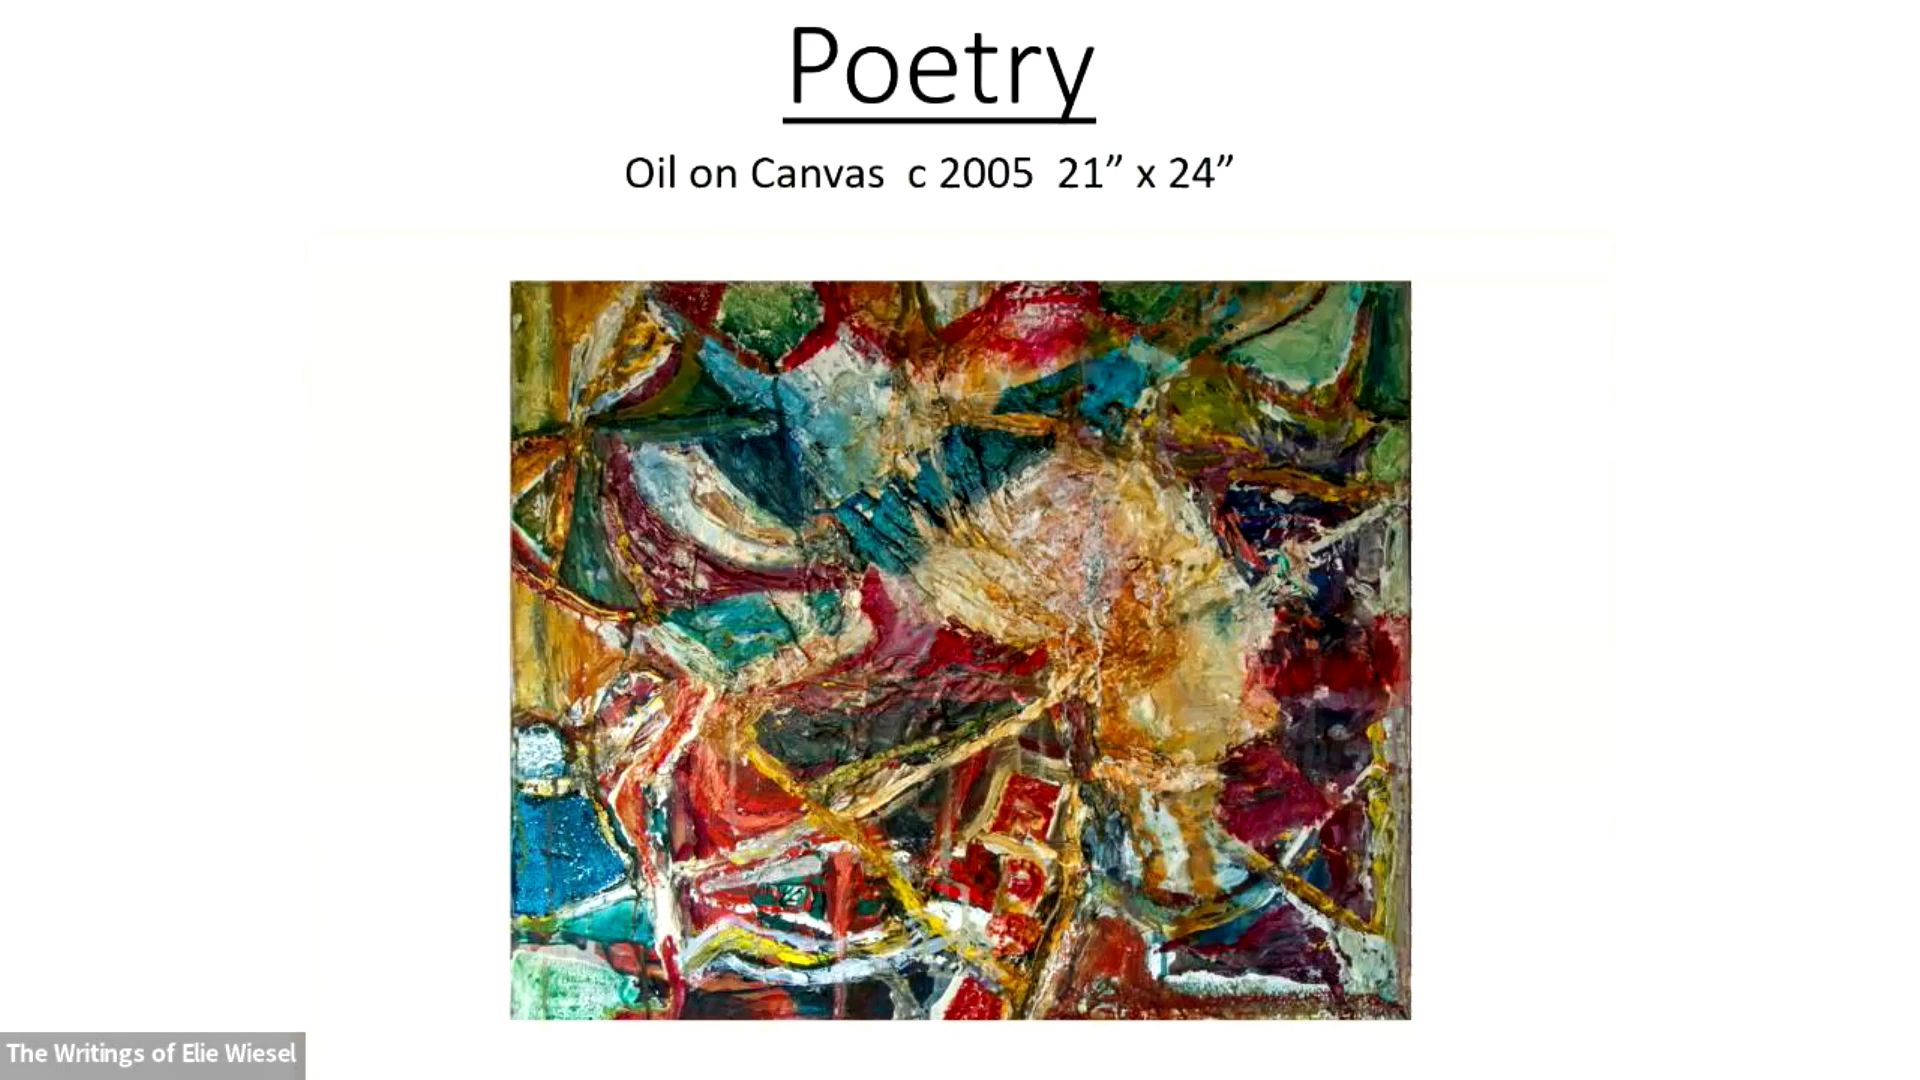 Poetry
Oil on Canvas c 2005 21” x 24”
The Writings of Elie Wiesel